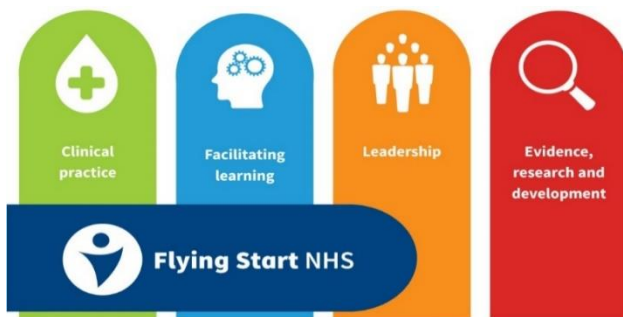 Clinical
practice
Facilitating
learning
Leadership
Evidence,
research and
development
Flying Start NHS